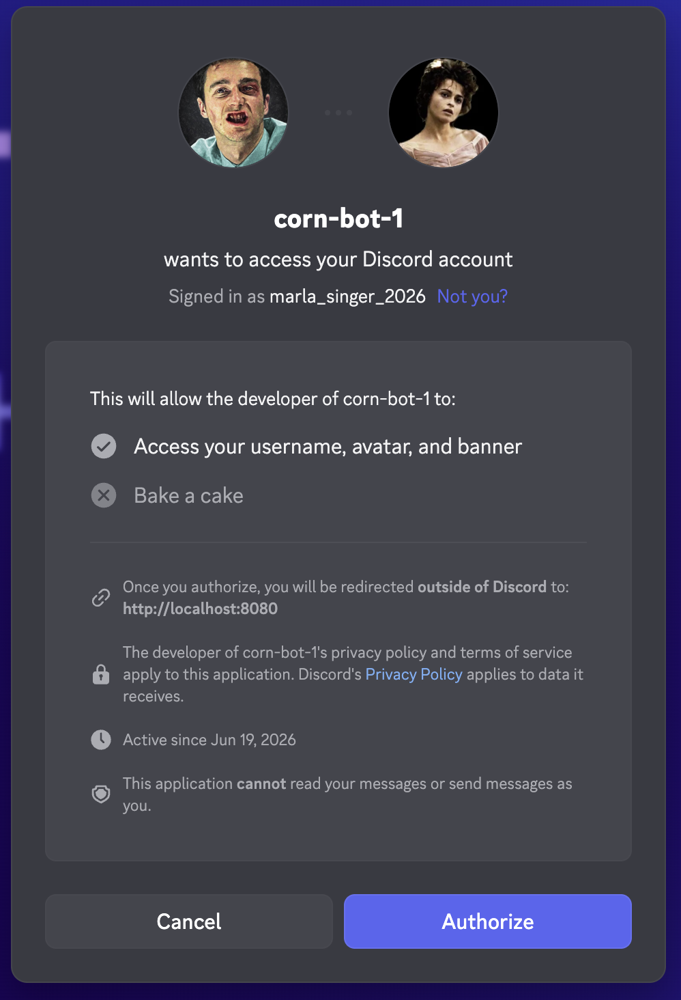 corn-bot-1
wants to access your Discord account
Signed in as marla_singer_2026 Not you?
This will allow the developer of corn-bot-1 to:
Access your username, avatar, and banner
Bake a cake
Once you authorize, you will be redirected outside of Discord to:
http://localhost:8080
The developer of corn-bot-1's privacy policy and terms of service
apply to this application. Discord's Privacy Policy applies to data it
receives.
Active since Jun 19, 2026
This application cannot read your messages or send messages as
you.
Cancel
Authorize